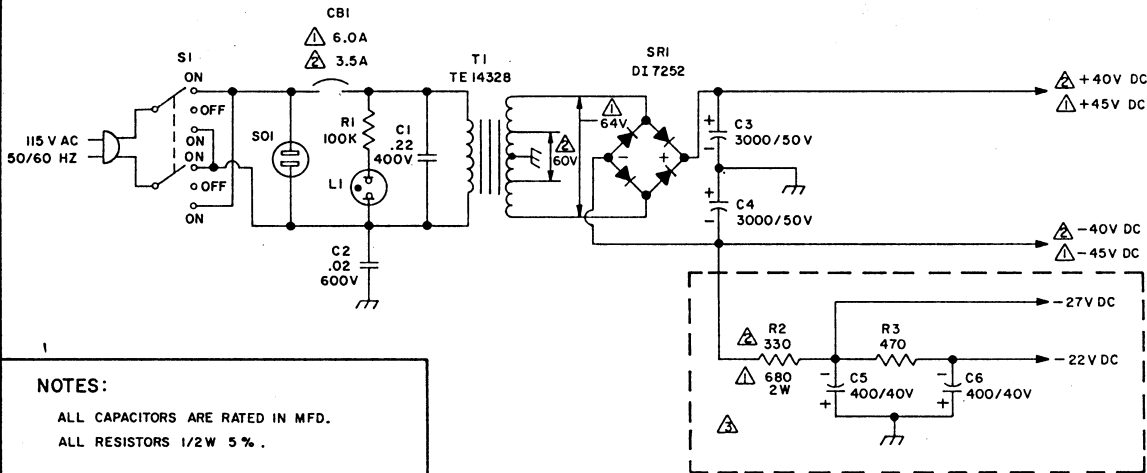 CB1
1 6.0A
2 3.5A
S1
ON
OFF
ON
ON
OFF
ON
115 V AC
50/60 HZ
SO1
R1
100K
L1
C1
.22
400V
C2
.02
600V
T1
TE 14328
1
64V
2
60V
SR1
DI 7252
- +
+
C3
3000/50V
-
+
C4
3000/50V
-
2 +40V DC
1 +45V DC
2 -40V DC
1 -45V DC
-27V DC
-22V DC
2 R2
330
1 680
2W
R3
470
-
C5
400/40V
+
-
C6
400/40V
+
3
NOTES:
ALL CAPACITORS ARE RATED IN MFD.
ALL RESISTORS 1/2W 5%.